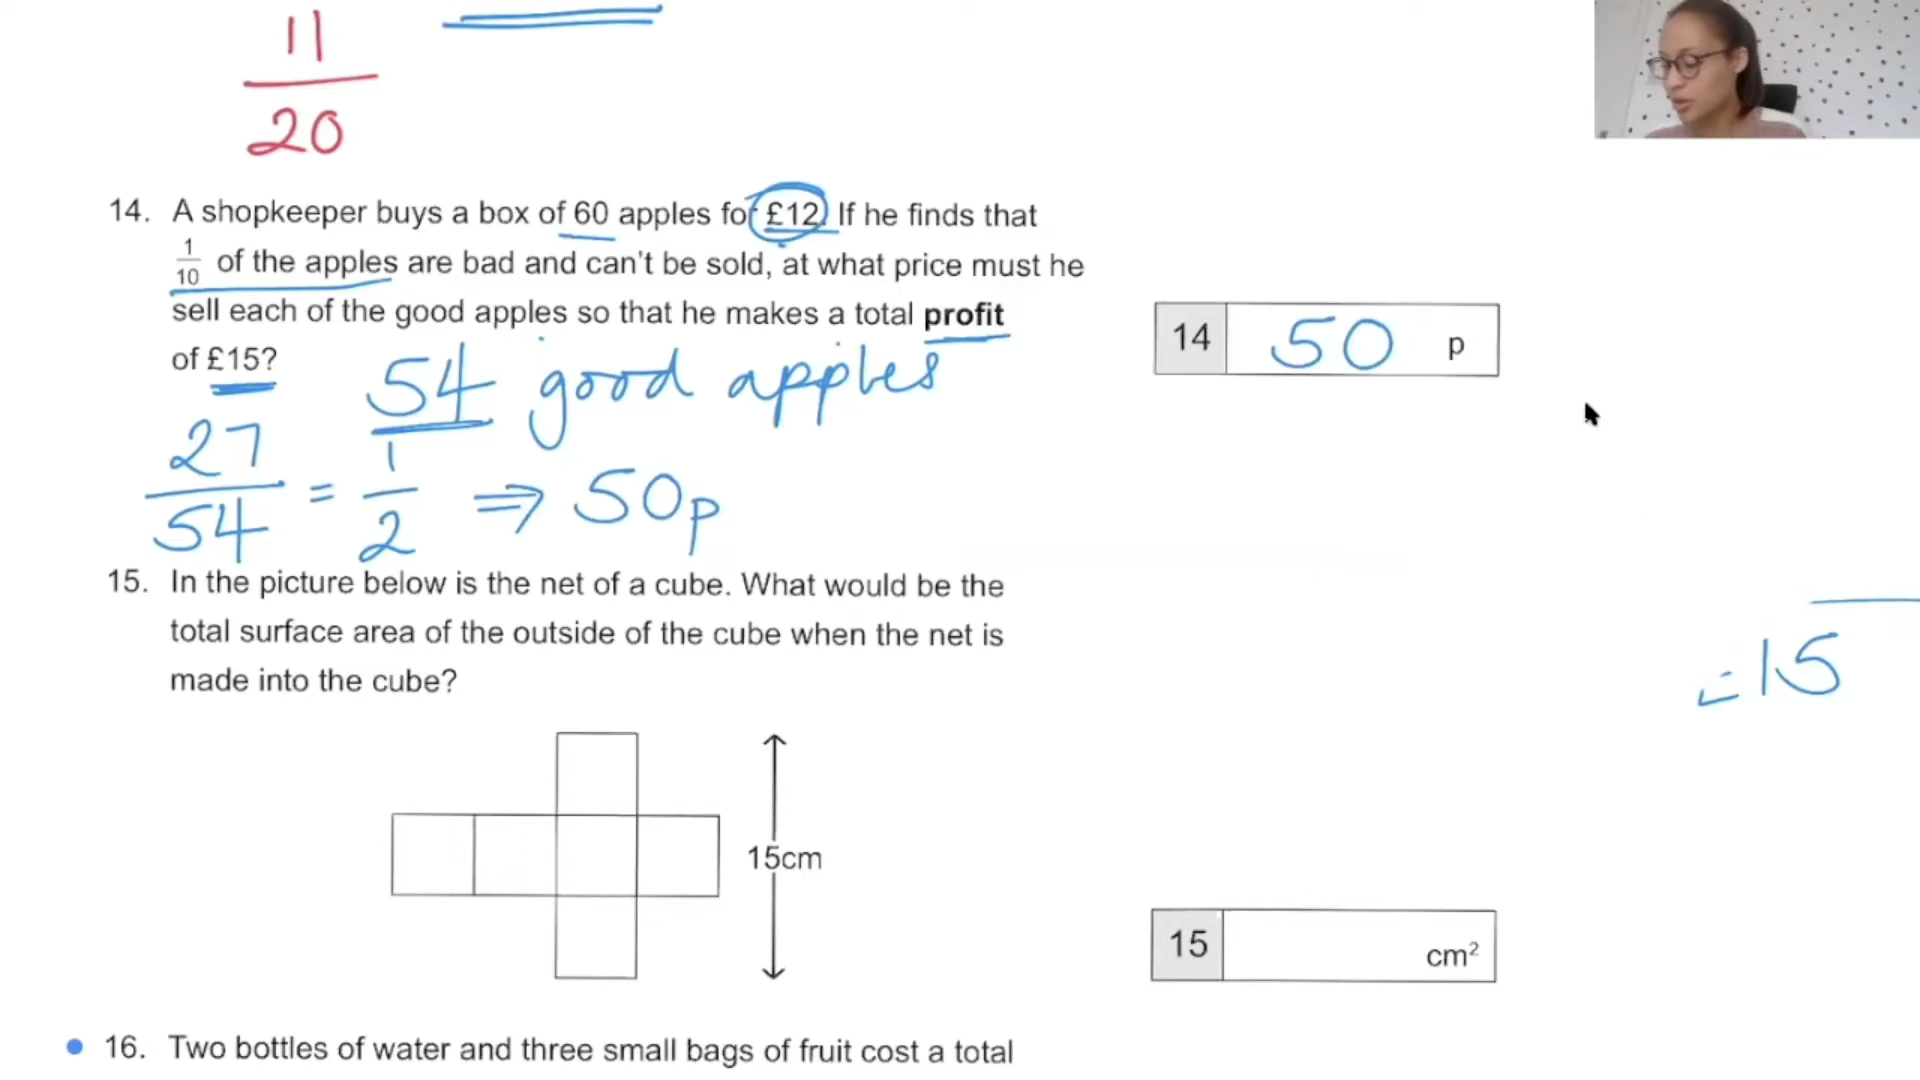 11
20
14. A shopkeeper buys a box of 60 apples for £12. If he finds that
1/10 of the apples are bad and can't be sold, at what price must he
sell each of the good apples so that he makes a total profit
of £15?
54 good apples
27/54 = 1/2 ⇒ 50p
14 50 p
15. In the picture below is the net of a cube. What would be the
total surface area of the outside of the cube when the net is
made into the cube?
= 15
15cm
15 cm²
16. Two bottles of water and three small bags of fruit cost a total